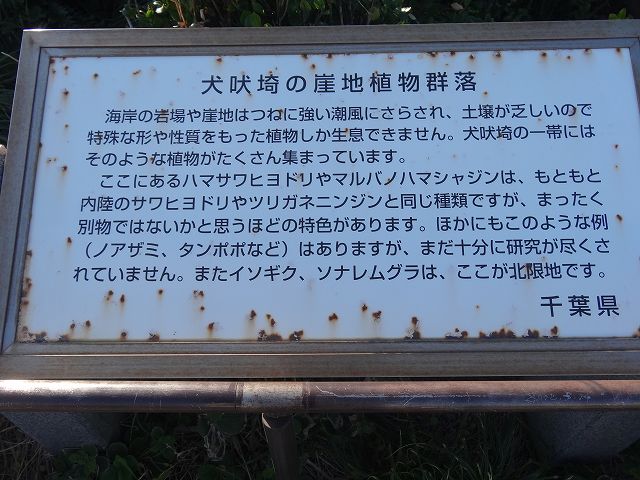 犬吠埼の崖地植物群落
海岸の岩場や崖地はつねに強い潮風にさらされ、土壌が乏しいので
特殊な形や性質をもった植物しか生息できません。犬吠埼の一帯には
そのような植物がたくさん集まっています。
ここにあるハマサワヒヨドリやマルバノハマシャジンは、もともと
内陸のサワヒヨドリやツリガネニンジンと同じ種類ですが、まったく
別物ではないかと思うほどの特色があります。ほかにもこのような例
（ノアザミ、タンポポなど）はありますが、まだ十分に研究が尽くさ
れていません。またイソギク、ソナレムグラは、ここが北限地です。
千葉県